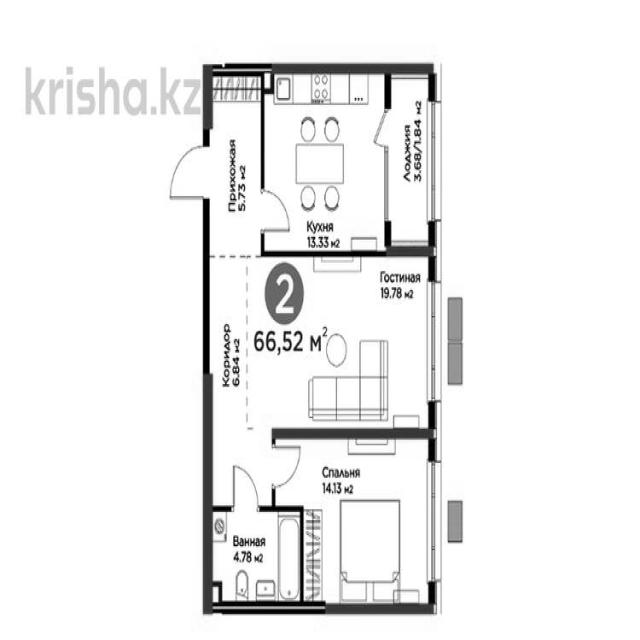 krisha.kz
Прихожая
5.73 м2
Лоджия
3.68/1.84 м2
Кухня
13.33 м2
Гостиная
19.78 м2
2
66,52 м2
Коридор
6.84 м2
Спальня
14.13 м2
Ванная
4.78 м2